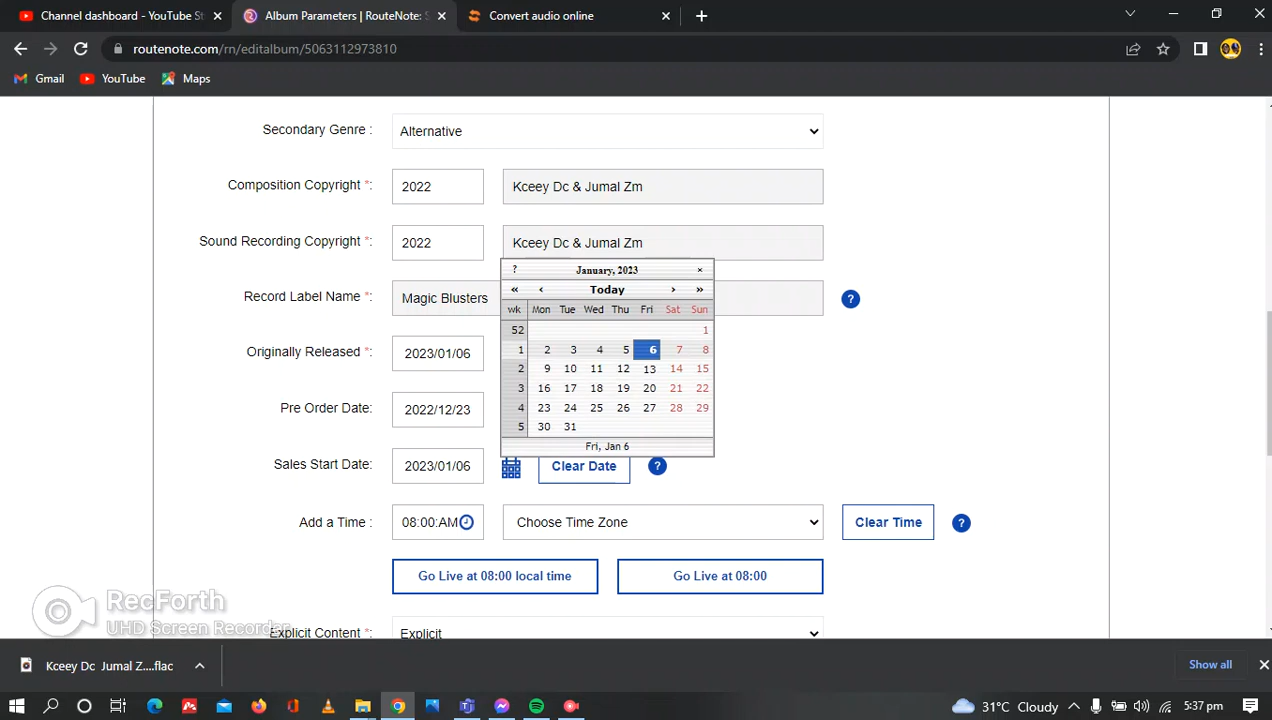 Channel dashboard - YouTube St
Album Parameters | RouteNote: S
Convert audio online
routenote.com/rn/editalbum/5063112973810
Gmail YouTube Maps
Secondary Genre : Alternative
Composition Copyright *: 2022 Kceey Dc & Jumal Zm
Sound Recording Copyright *: 2022 Kceey Dc & Jumal Zm
Record Label Name *: Magic Blusters ?
Originally Released *: 2023/01/06
Pre Order Date: 2022/12/23
Sales Start Date: 2023/01/06 Clear Date ?
? January, 2023 ×
« ‹ Today › »
wk Mon Tue Wed Thu Fri Sat Sun
52 1
1 2 3 4 5 6 7 8
2 9 10 11 12 13 14 15
3 16 17 18 19 20 21 22
4 23 24 25 26 27 28 29
5 30 31
Fri, Jan 6
Add a Time : 08:00:AM Choose Time Zone Clear Time ?
Go Live at 08:00 local time Go Live at 08:00
RecForth
UHD Screen Recorder
Explicit Content *: Explicit
Kceey Dc Jumal Z....flac Show all
31°C Cloudy 5:37 pm